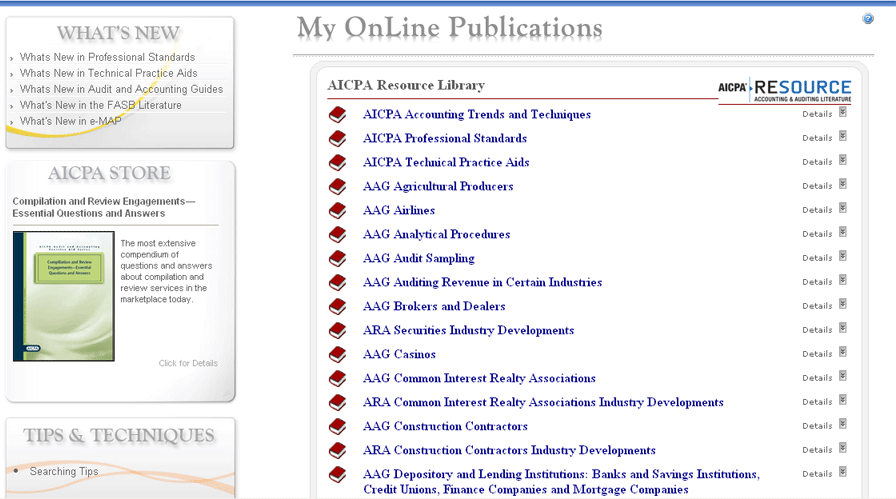 WHAT'S NEW
Whats New in Professional Standards
Whats New in Technical Practice Aids
Whats New in Audit and Accounting Guides
What's New in the FASB Literature
What's New in e-MAP
AICPA STORE
Compilation and Review Engagements—
Essential Questions and Answers
AICPA Audit and Accounting
Compilation and Review
Engagements—Essential
Questions and Answers
AICPA
The most extensive
compendium of
questions and answers
about compilation and
review services in the
marketplace today.
Click for Details
TIPS & TECHNIQUES
Searching Tips
My OnLine Publications
?
AICPA Resource Library
AICPA RESOURCE
ACCOUNTING & AUDITING LITERATURE
AICPA Accounting Trends and Techniques Details
AICPA Professional Standards Details
AICPA Technical Practice Aids Details
AAG Agricultural Producers Details
AAG Airlines Details
AAG Analytical Procedures Details
AAG Audit Sampling Details
AAG Auditing Revenue in Certain Industries Details
AAG Brokers and Dealers Details
ARA Securities Industry Developments Details
AAG Casinos Details
AAG Common Interest Realty Associations Details
ARA Common Interest Realty Associations Industry Developments Details
AAG Construction Contractors Details
ARA Construction Contractors Industry Developments Details
AAG Depository and Lending Institutions: Banks and Savings Institutions, Details
Credit Unions, Finance Companies and Mortgage Companies